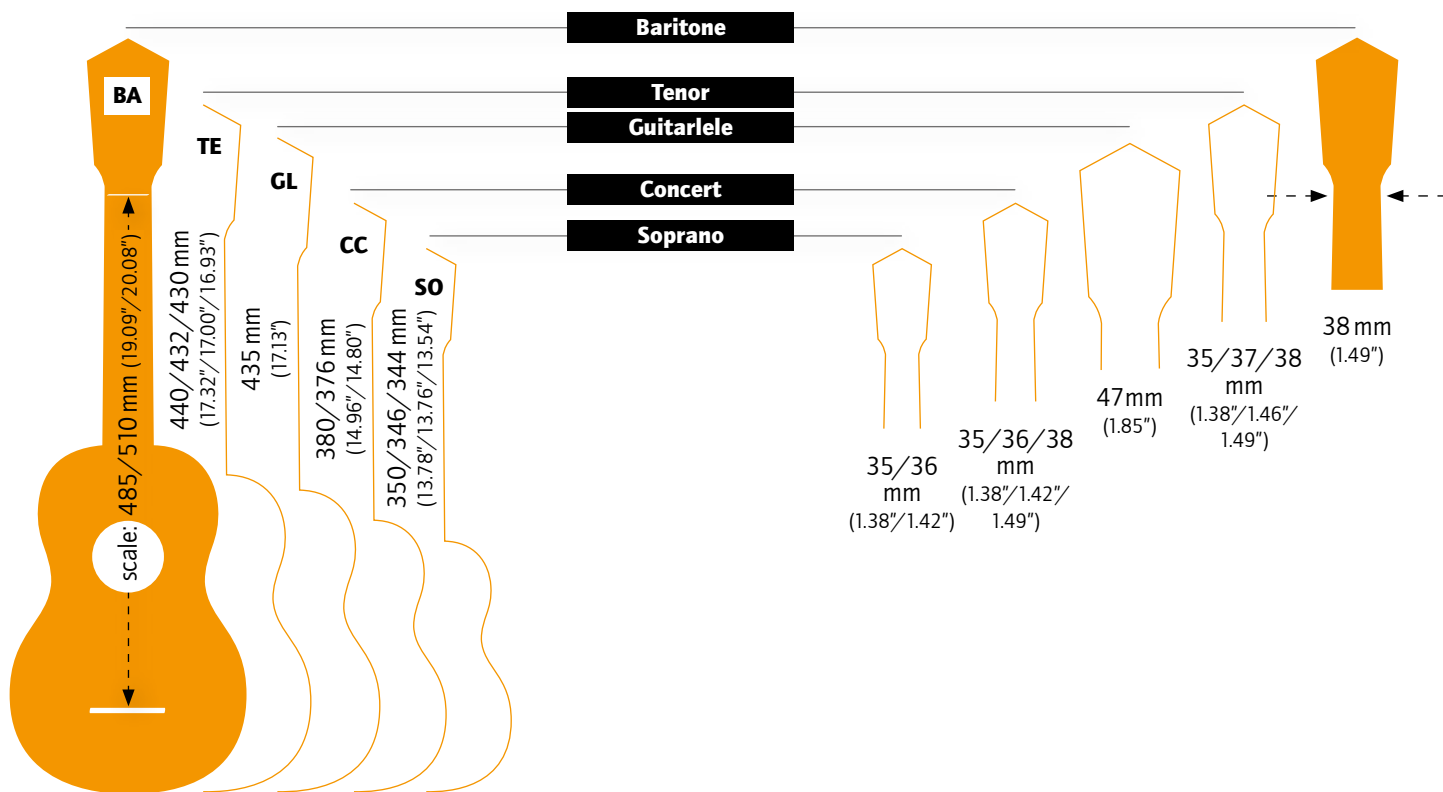 Baritone
Tenor
Guitarlele
Concert
Soprano
BA
scale: 485/510 mm (19.09"/20.08")
TE
440/432/430 mm
(17.32"/17.00"/16.93")
GL
435 mm
(17.13")
CC
380/376 mm
(14.96"/14.80")
SO
350/346/344 mm
(13.78"/13.76"/13.54")
35/36
mm
(1.38"/1.42")
35/36/38
mm
(1.38"/1.42"/
1.49")
47 mm
(1.85")
35/37/38
mm
(1.38"/1.46"/
1.49")
38 mm
(1.49")